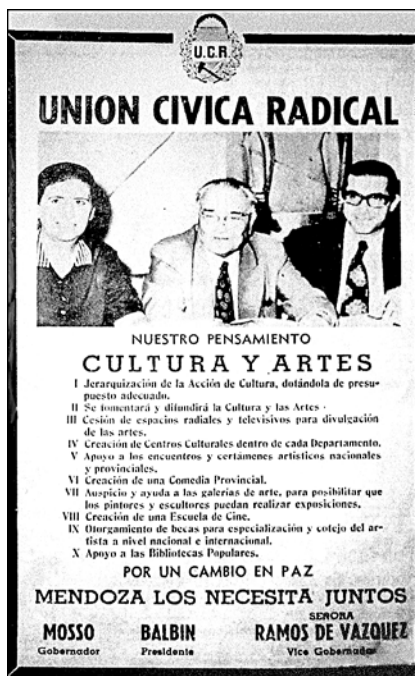 U.C.R.
UNION CIVICA RADICAL
NUESTRO PENSAMIENTO
CULTURA Y ARTES
I Jerarquización de la Acción de Cultura, dotándola de presu-
puesto adecuado.
II Se fomentará y difundirá la Cultura y las Artes
III Cesión de espacios radiales y televisivos para divulgación
de las artes.
IV Creación de Centros Culturales dentro de cada Departamento.
V Apoyo a los encuentros y certámenes artísticos nacionales
y provinciales.
VI Creación de una Comedia Provincial.
VII Auspicio y ayuda a las galerías de arte, para posibilitar que
los pintores y escultores puedan realizar exposiciones.
VIII Creación de una Escuela de Cine.
IX Otorgamiento de becas para especialización y cotejo del ar-
tista a nivel nacional e internacional.
X Apoyo a las Bibliotecas Populares.
POR UN CAMBIO EN PAZ
MENDOZA LOS NECESITA JUNTOS
SEÑORA
MOSSO BALBIN RAMOS DE VAZQUEZ
Gobernador Presidente Vice Gobernador